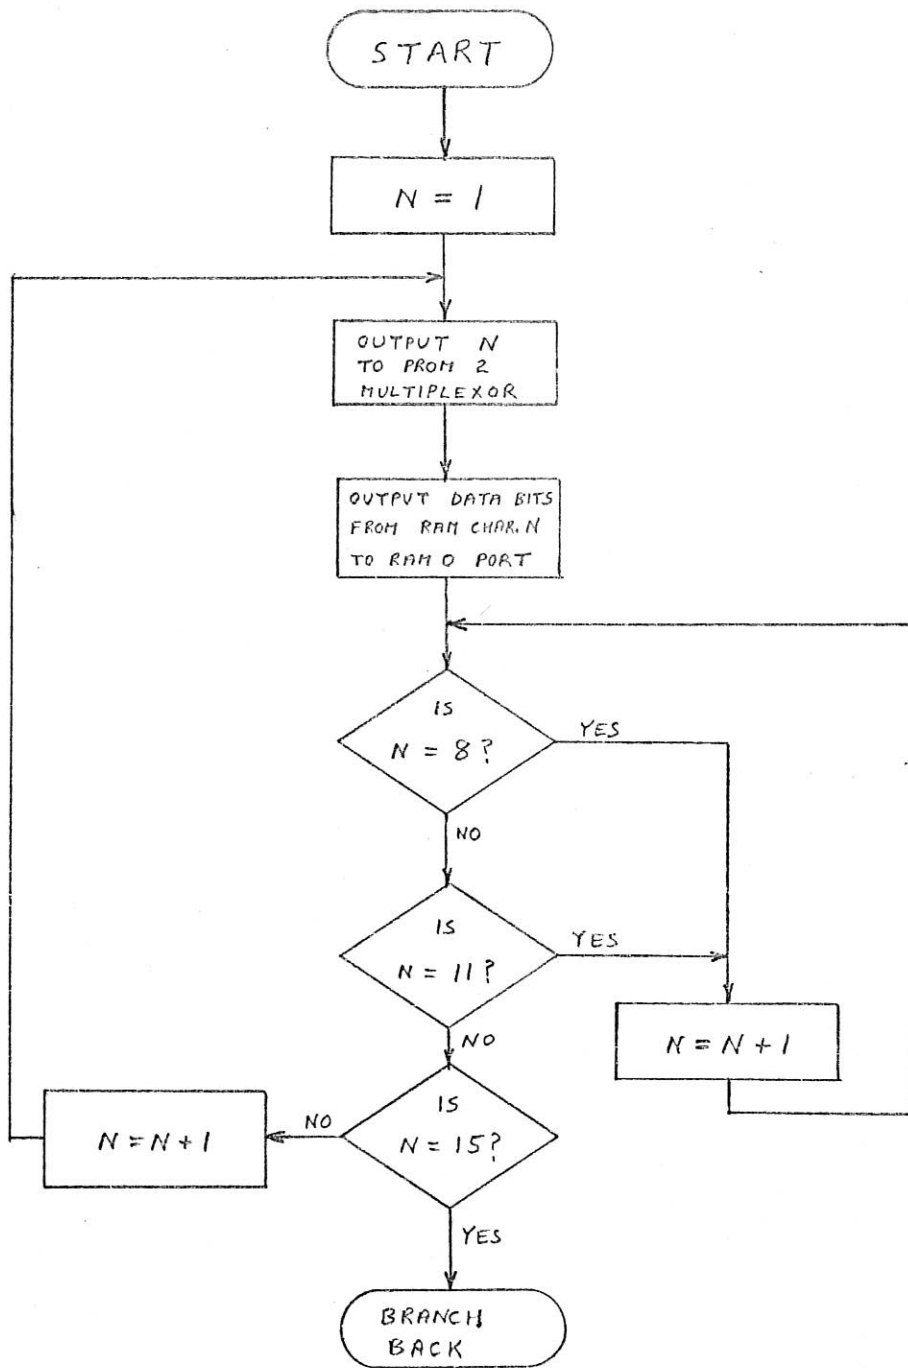 START
N = 1
OUTPUT N
TO PROM 2
MULTIPLEXOR
OUTPUT DATA BITS
FROM RAM CHAR. N
TO RAM 0 PORT
IS
N = 8?
YES
NO
IS
N = 11?
YES
NO
N = N + 1
IS
N = 15?
NO
N = N + 1
YES
BRANCH
BACK